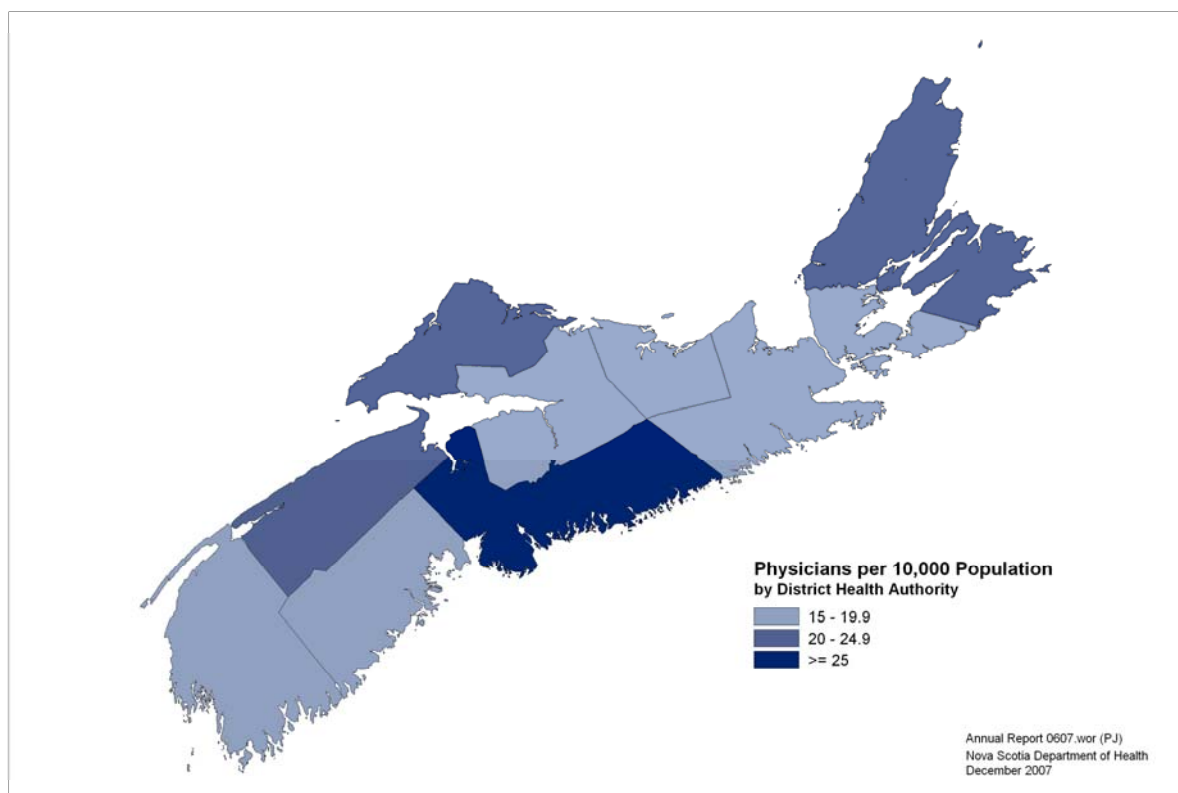 Physicians per 10,000 Population
by District Health Authority
15 - 19.9
20 - 24.9
>= 25
Annual Report 0607.wor (PJ)
Nova Scotia Department of Health
December 2007